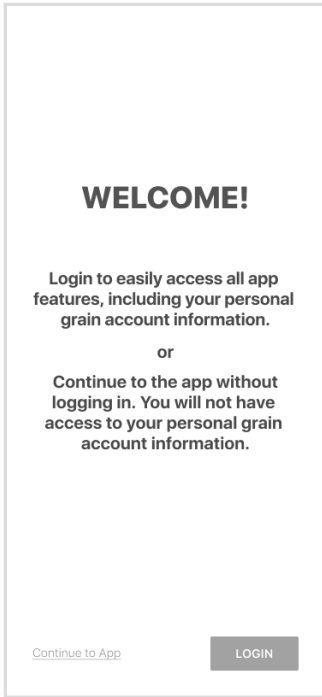 WELCOME!
Login to easily access all app
features, including your personal
grain account information.
or
Continue to the app without
logging in. You will not have
access to your personal grain
account information.
Continue to App
LOGIN